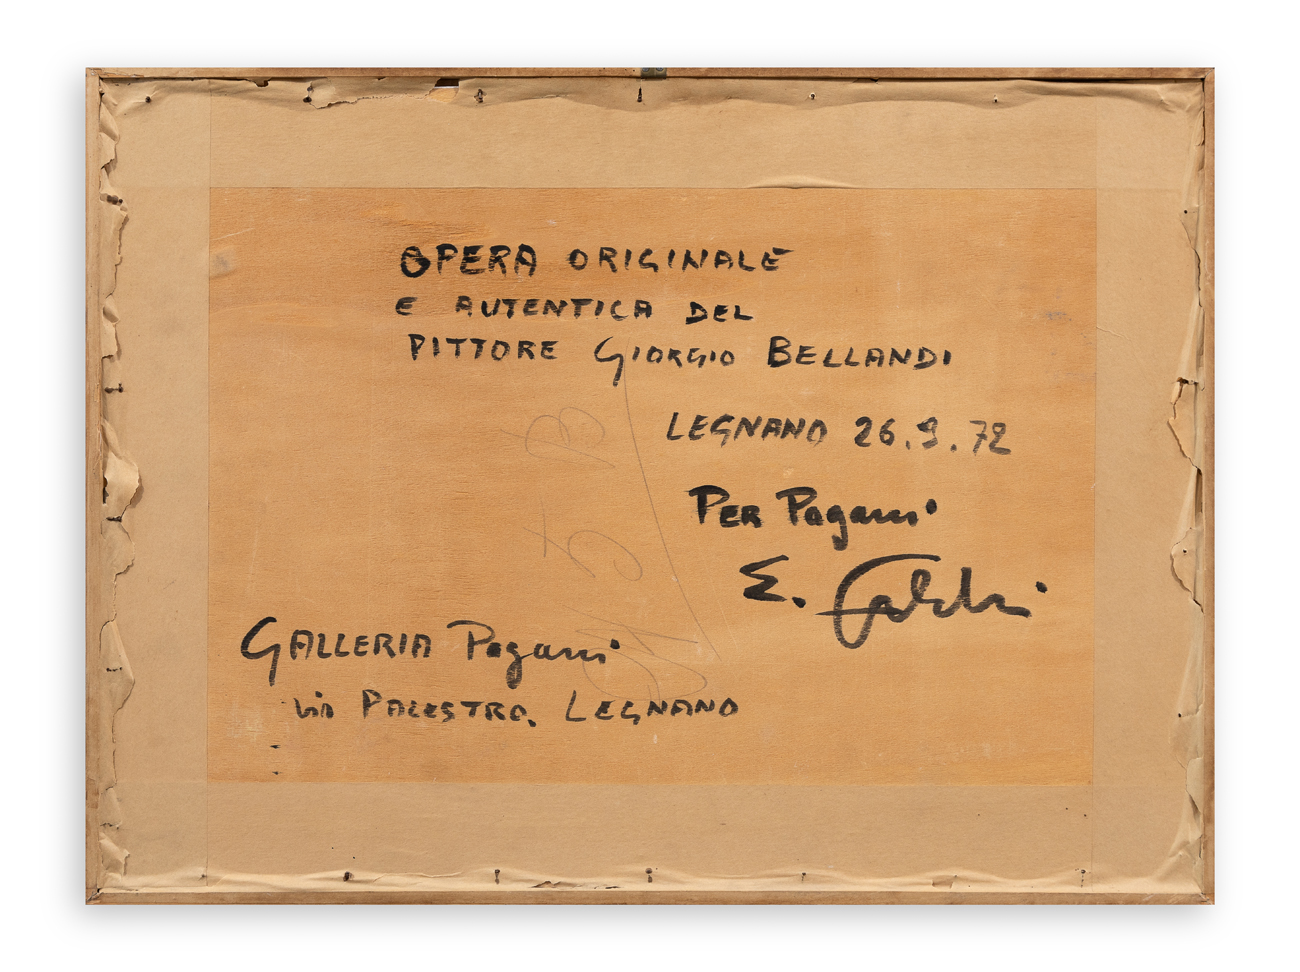 OPERA ORIGINALE
E AUTENTICA DEL
PITTORE GIORGIO BELLANDI
LEGNANO 26.9.72
PER Pagani
E.
GALLERIA Pagani
via PALESTRO, LEGNANO